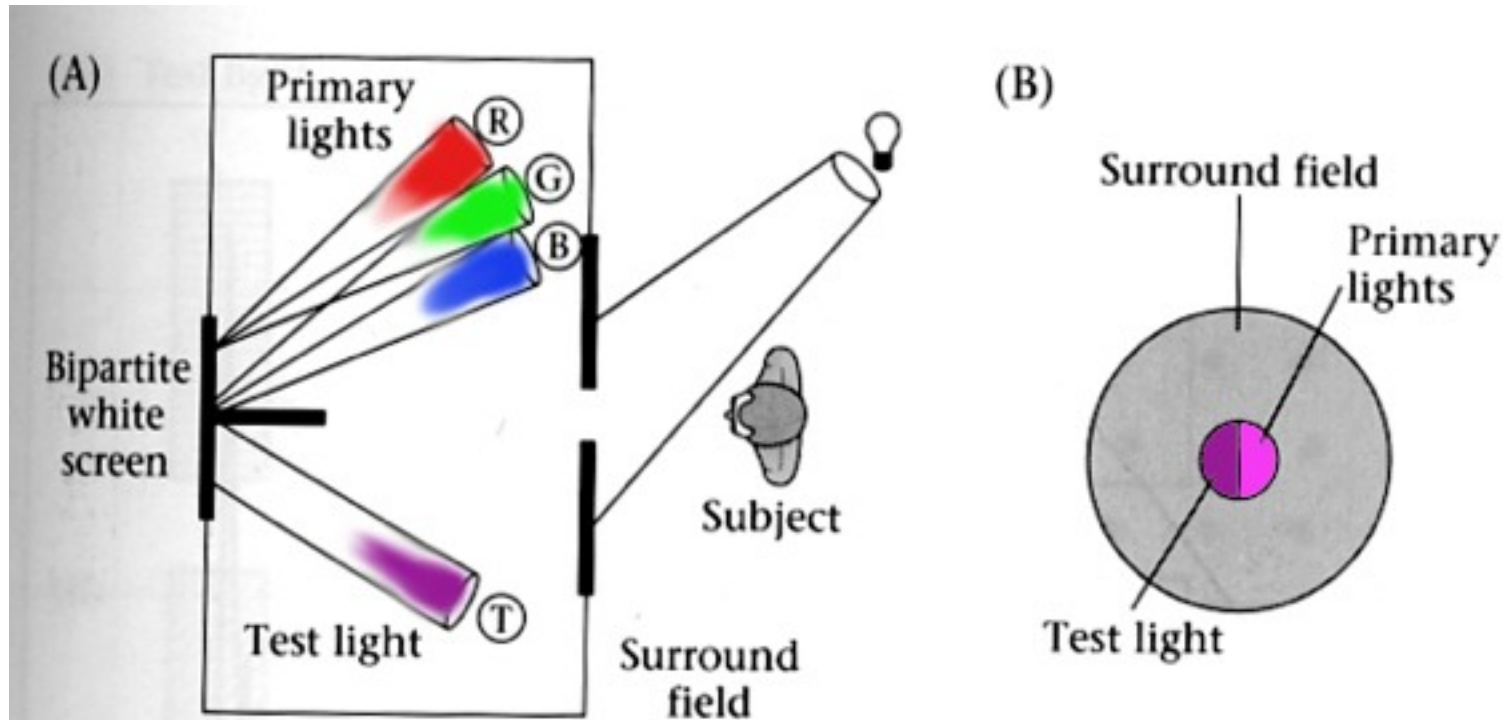 (A)
Primary
lights
R
G
B
Bipartite
white
screen
Subject
Test light
T
Surround
field
(B)
Surround field
Primary
lights
Test light